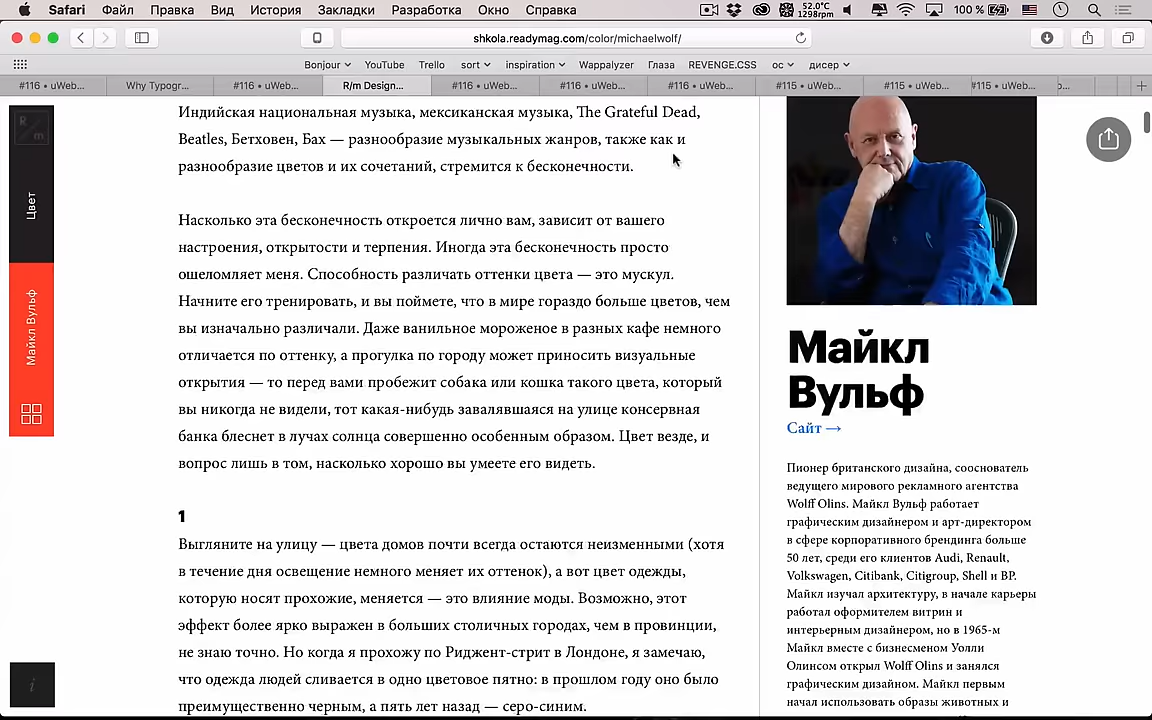 Safari Файл Правка Вид История Закладки Разработка Окно Справка 52.0°C 1298rpm 100 %
shkola.readymag.com/color/michaelwolf/
Bonjour YouTube Trello sort inspiration Wappalyzer Глаза REVENGE.CSS ос дисер
#116 • uWeb... Why Typogr... #116 • uWeb... R/m Design... #116 • uWeb... #116 • uWeb... #116 • uWeb... #115 • uWeb... #115 • uWeb... #115 • uWeb...
R/m
Цвет
Майкл Вульф
i
Индийская национальная музыка, мексиканская музыка, The Grateful Dead,
Beatles, Бетховен, Бах — разнообразие музыкальных жанров, также как и
разнообразие цветов и их сочетаний, стремится к бесконечности.
Насколько эта бесконечность откроется лично вам, зависит от вашего
настроения, открытости и терпения. Иногда эта бесконечность просто
ошеломляет меня. Способность различать оттенки цвета — это мускул.
Начните его тренировать, и вы поймете, что в мире гораздо больше цветов, чем
вы изначально различали. Даже ванильное мороженое в разных кафе немного
отличается по оттенку, а прогулка по городу может приносить визуальные
открытия — то перед вами пробежит собака или кошка такого цвета, который
вы никогда не видели, тот какая-нибудь завалявшаяся на улице консервная
банка блеснет в лучах солнца совершенно особенным образом. Цвет везде, и
вопрос лишь в том, насколько хорошо вы умеете его видеть.
1
Выгляните на улицу — цвета домов почти всегда остаются неизменными (хотя
в течение дня освещение немного меняет их оттенок), а вот цвет одежды,
которую носят прохожие, меняется — это влияние моды. Возможно, этот
эффект более ярко выражен в больших столичных городах, чем в провинции,
не знаю точно. Но когда я прохожу по Риджент-стрит в Лондоне, я замечаю,
что одежда людей сливается в одно цветовое пятно: в прошлом году оно было
преимущественно черным, а пять лет назад — серо-синим.
Майкл
Вульф
Сайт →
Пионер британского дизайна, сооснователь
ведущего мирового рекламного агентства
Wolff Olins. Майкл Вульф работает
графическим дизайнером и арт-директором
в сфере корпоративного брендинга больше
50 лет, среди его клиентов Audi, Renault,
Volkswagen, Citibank, Citigroup, Shell и BP.
Майкл изучал архитектуру, в начале карьеры
работал оформителем витрин и
интерьерным дизайнером, но в 1965-м
Майкл вместе с бизнесменом Уолли
Олинсом открыл Wolff Olins и занялся
графическим дизайном. Майкл первым
начал использовать образы животных и